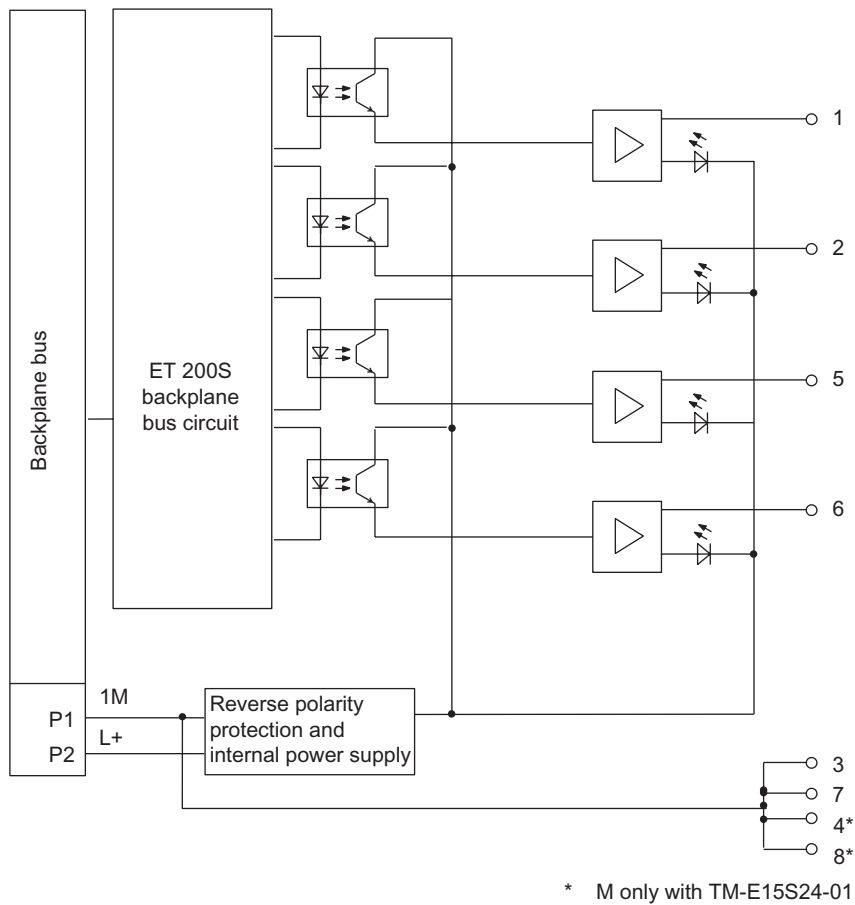 Backplane bus
ET 200S
backplane
bus circuit
1
2
5
6
P1
1M
P2
L+
Reverse polarity
protection and
internal power supply
3
7
4*
8*
* M only with TM-E15S24-01